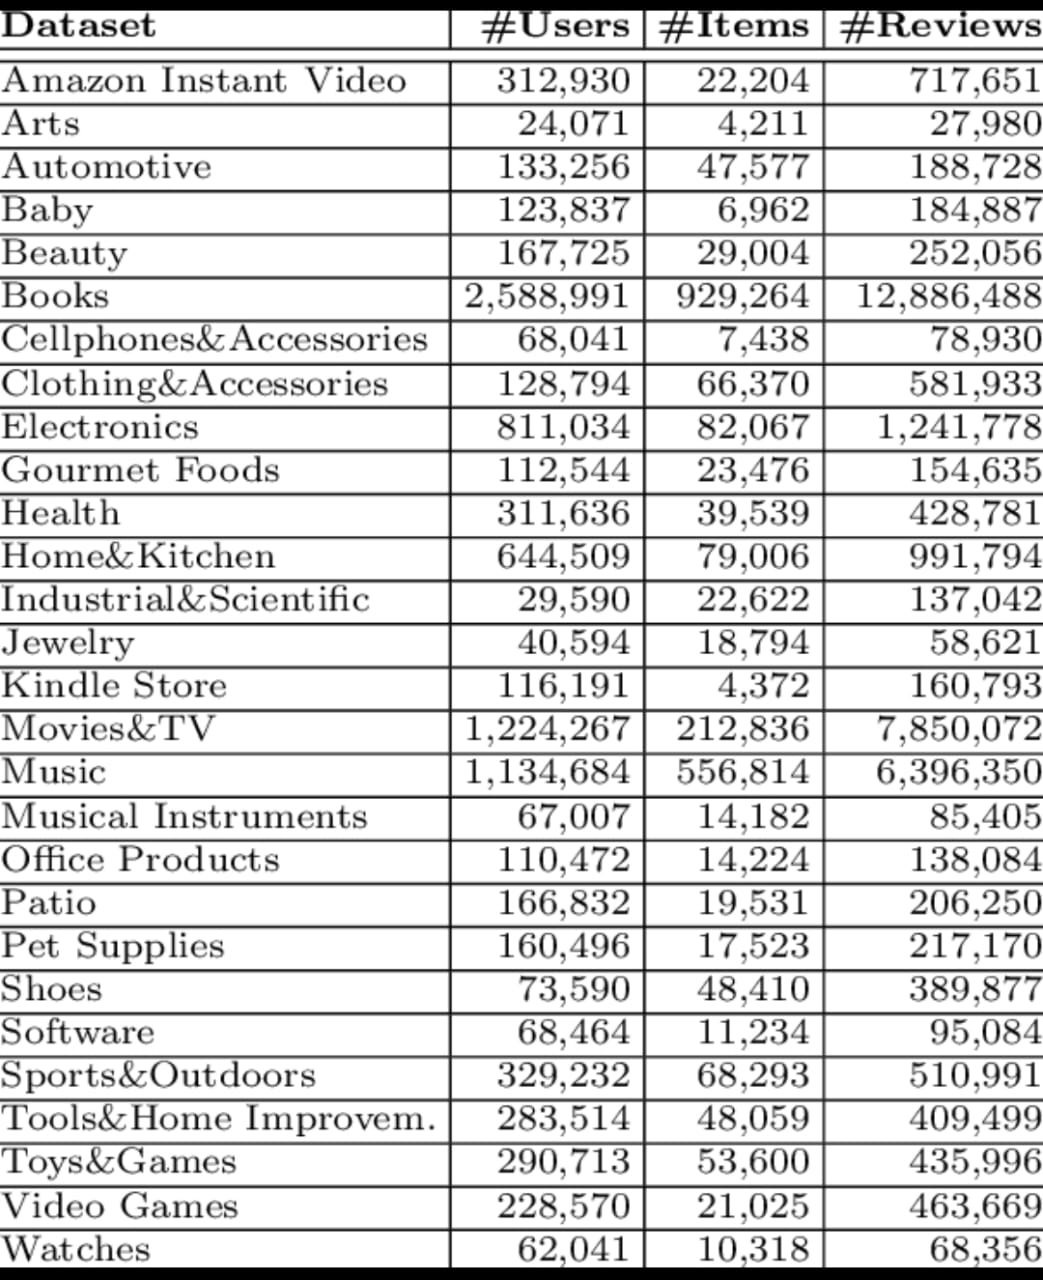 Dataset #Users #Items #Reviews
Amazon Instant Video 312,930 22,204 717,651
Arts 24,071 4,211 27,980
Automotive 133,256 47,577 188,728
Baby 123,837 6,962 184,887
Beauty 167,725 29,004 252,056
Books 2,588,991 929,264 12,886,488
Cellphones&Accessories 68,041 7,438 78,930
Clothing&Accessories 128,794 66,370 581,933
Electronics 811,034 82,067 1,241,778
Gourmet Foods 112,544 23,476 154,635
Health 311,636 39,539 428,781
Home&Kitchen 644,509 79,006 991,794
Industrial&Scientific 29,590 22,622 137,042
Jewelry 40,594 18,794 58,621
Kindle Store 116,191 4,372 160,793
Movies&TV 1,224,267 212,836 7,850,072
Music 1,134,684 556,814 6,396,350
Musical Instruments 67,007 14,182 85,405
Office Products 110,472 14,224 138,084
Patio 166,832 19,531 206,250
Pet Supplies 160,496 17,523 217,170
Shoes 73,590 48,410 389,877
Software 68,464 11,234 95,084
Sports&Outdoors 329,232 68,293 510,991
Tools&Home Improvem. 283,514 48,059 409,499
Toys&Games 290,713 53,600 435,996
Video Games 228,570 21,025 463,669
Watches 62,041 10,318 68,356